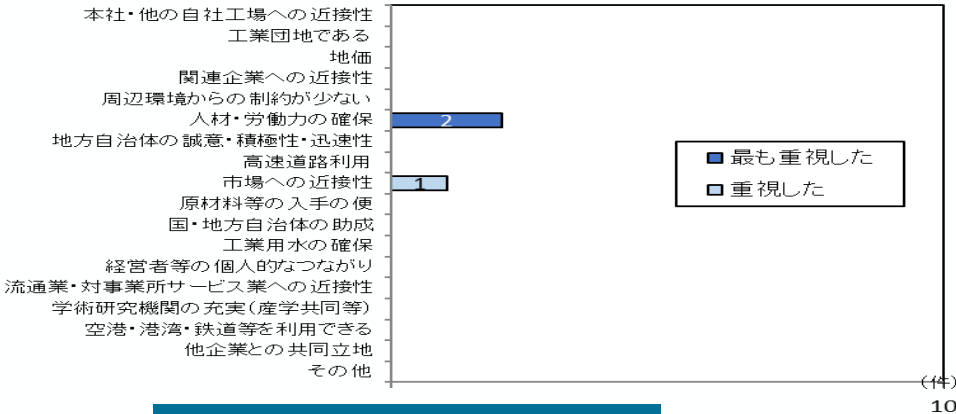 本社・他の自社工場への近接性
工業団地である
地価
関連企業への近接性
周辺環境からの制約が少ない
人材・労働力の確保
2
地方自治体の誠意・積極性・迅速性
高速道路利用
市場への近接性
1
原材料等の入手の便
国・地方自治体の助成
工業用水の確保
経営者等の個人的なつながり
流通業・対事業所サービス業への近接性
学術研究機関の充実(産学共同等)
空港・港湾・鉄道等を利用できる
他企業との共同立地
その他
最も重視した
重視した
(件)
10